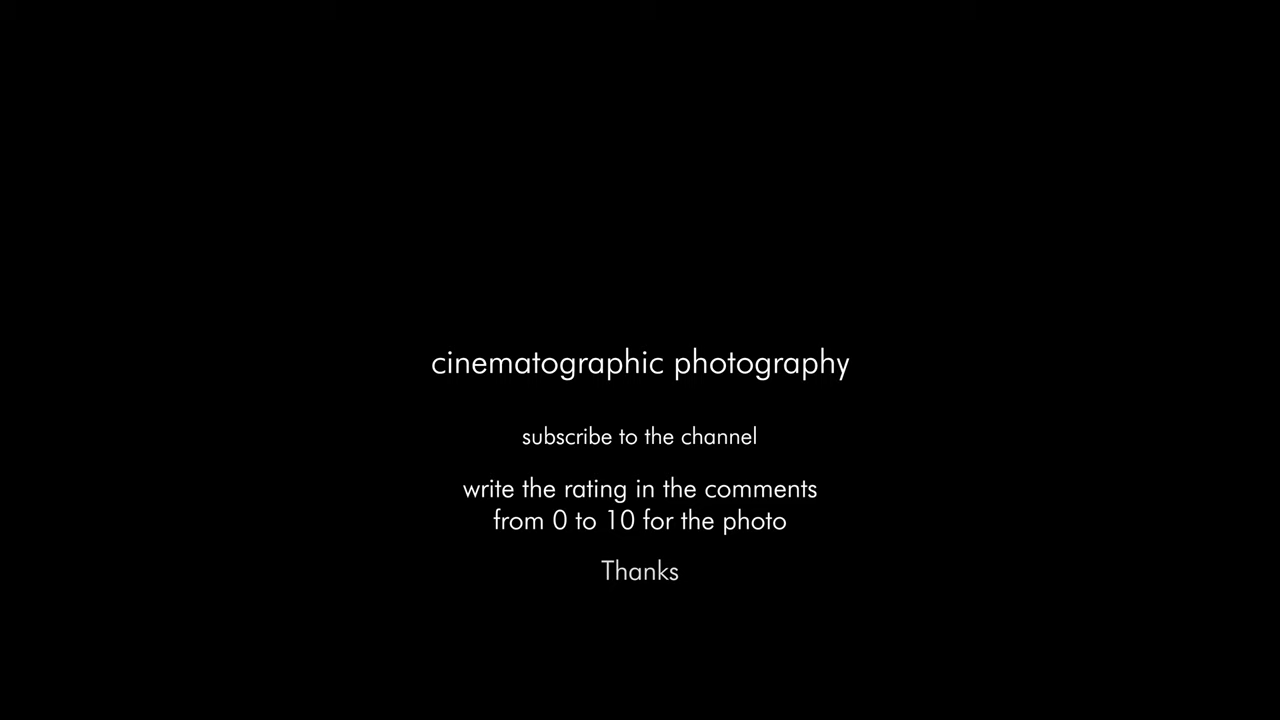 cinematographic photography
subscribe to the channel
write the rating in the comments
from 0 to 10 for the photo
Thanks